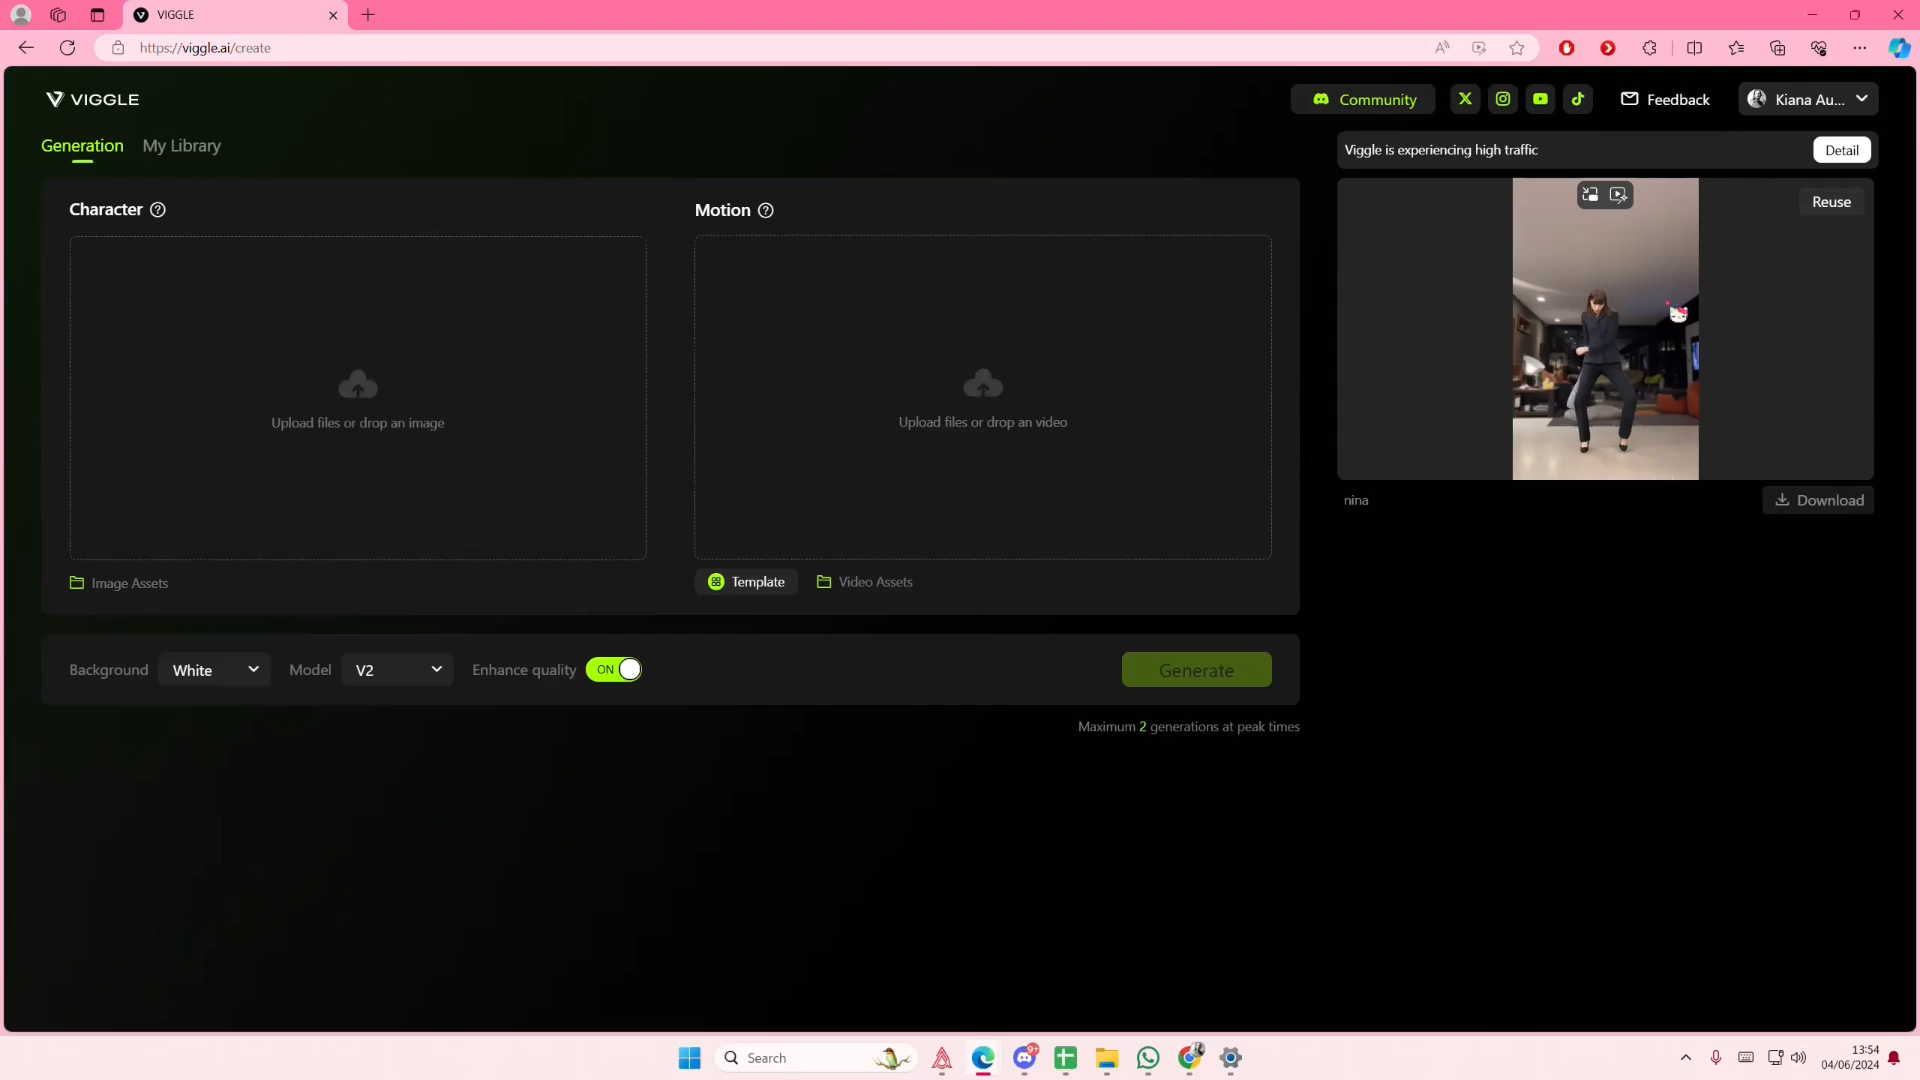 VIGGLE
https://viggle.ai/create
VIGGLE
Community
Feedback
Kiana Au...
Generation
My Library
Viggle is experiencing high traffic
Detail
Character
Motion
Reuse
Upload files or drop an image
Upload files or drop an video
nina
Download
Image Assets
Template
Video Assets
Background
White
Model
V2
Enhance quality
ON
Generate
Maximum 2 generations at peak times
Search
9+
13:54
04/06/2024